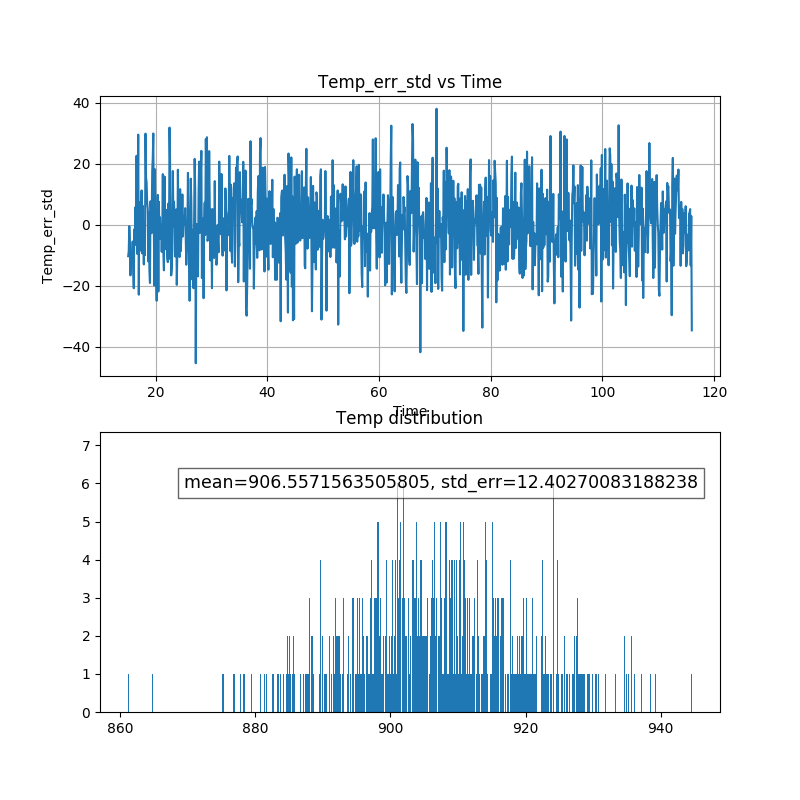 Temp_err_std vs Time
40
20
0
−20
−40
Temp_err_std
20 40 60 80 100 120
Time
Temp distribution
7
6
5
4
3
2
1
0
mean=906.5571563505805, std_err=12.40270083188238
860 880 900 920 940